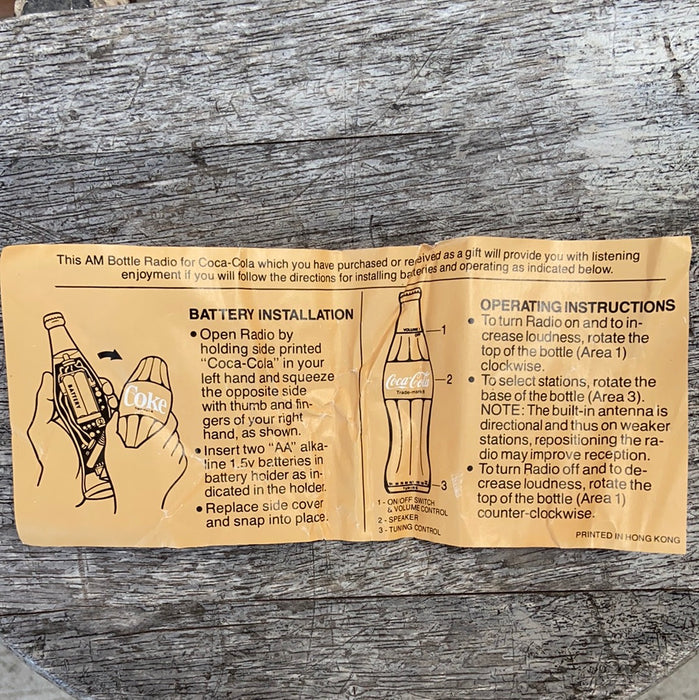 This AM Bottle Radio for Coca-Cola which you have purchased or received as a gift will provide you with listening
enjoyment if you will follow the directions for installing batteries and operating as indicated below.
BATTERY INSTALLATION
• Open Radio by
holding side printed
"Coca-Cola" in your
left hand and squeeze
the opposite side
with thumb and fin-
gers of your right
hand, as shown.
• Insert two "AA" alka-
line 1.5v batteries in
battery holder as in-
dicated in the holder.
• Replace side cover
and snap into place.
BATTERY
Coke
VOLUME
1
Coca-Cola
Trade-mark®
2
3
TUNING
1 - ON/OFF SWITCH
& VOLUME CONTROL
2 - SPEAKER
3 - TUNING CONTROL
OPERATING INSTRUCTIONS
• To turn Radio on and to in-
crease loudness, rotate the
top of the bottle (Area 1)
clockwise.
• To select stations, rotate the
base of the bottle (Area 3).
NOTE: The built-in antenna is
directional and thus on weaker
stations, repositioning the ra-
dio may improve reception.
• To turn Radio off and to de-
crease loudness, rotate the
top of the bottle (Area 1)
counter-clockwise.
PRINTED IN HONG KONG